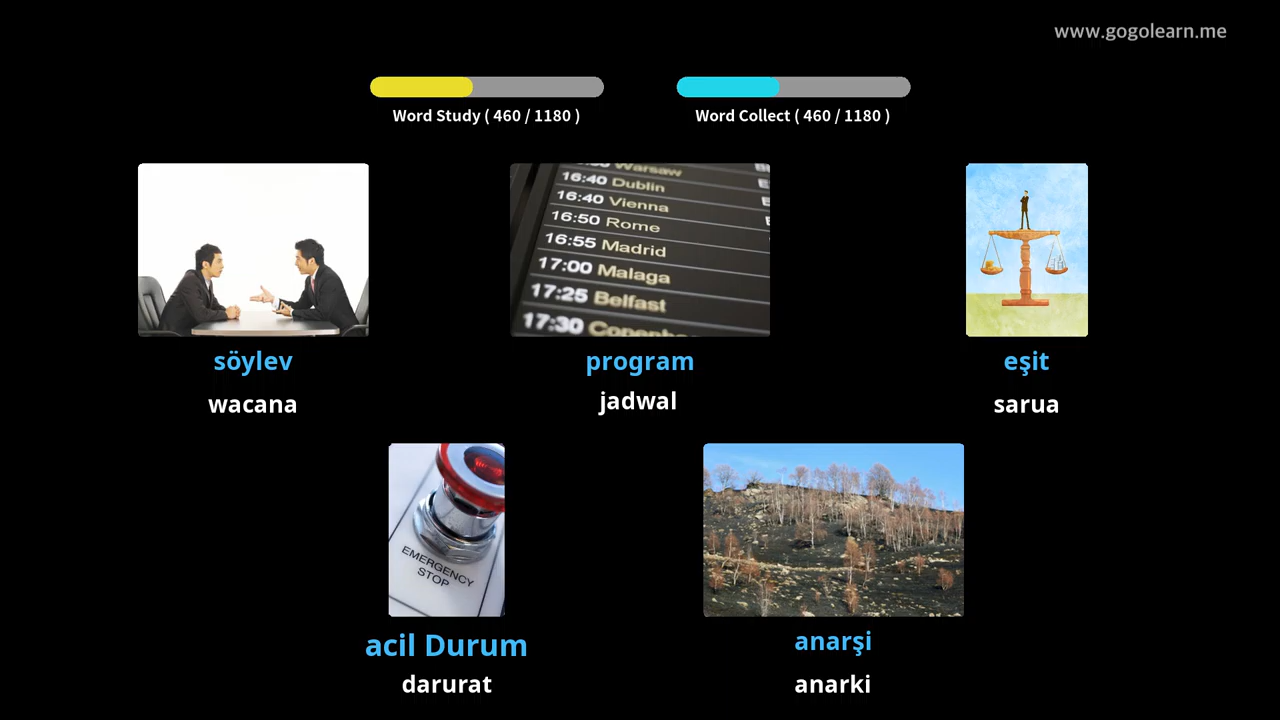 www.gogolearn.me
Word Study ( 460 / 1180 )
Word Collect ( 460 / 1180 )
Warsaw
16:40 Dublin
16:40 Vienna
16:50 Rome
16:55 Madrid
17:00 Malaga
17:25 Belfast
17:30
söylev
program
eşit
wacana
jadwal
sarua
EMERGENCY
STOP
acil Durum
anarşi
darurat
anarki